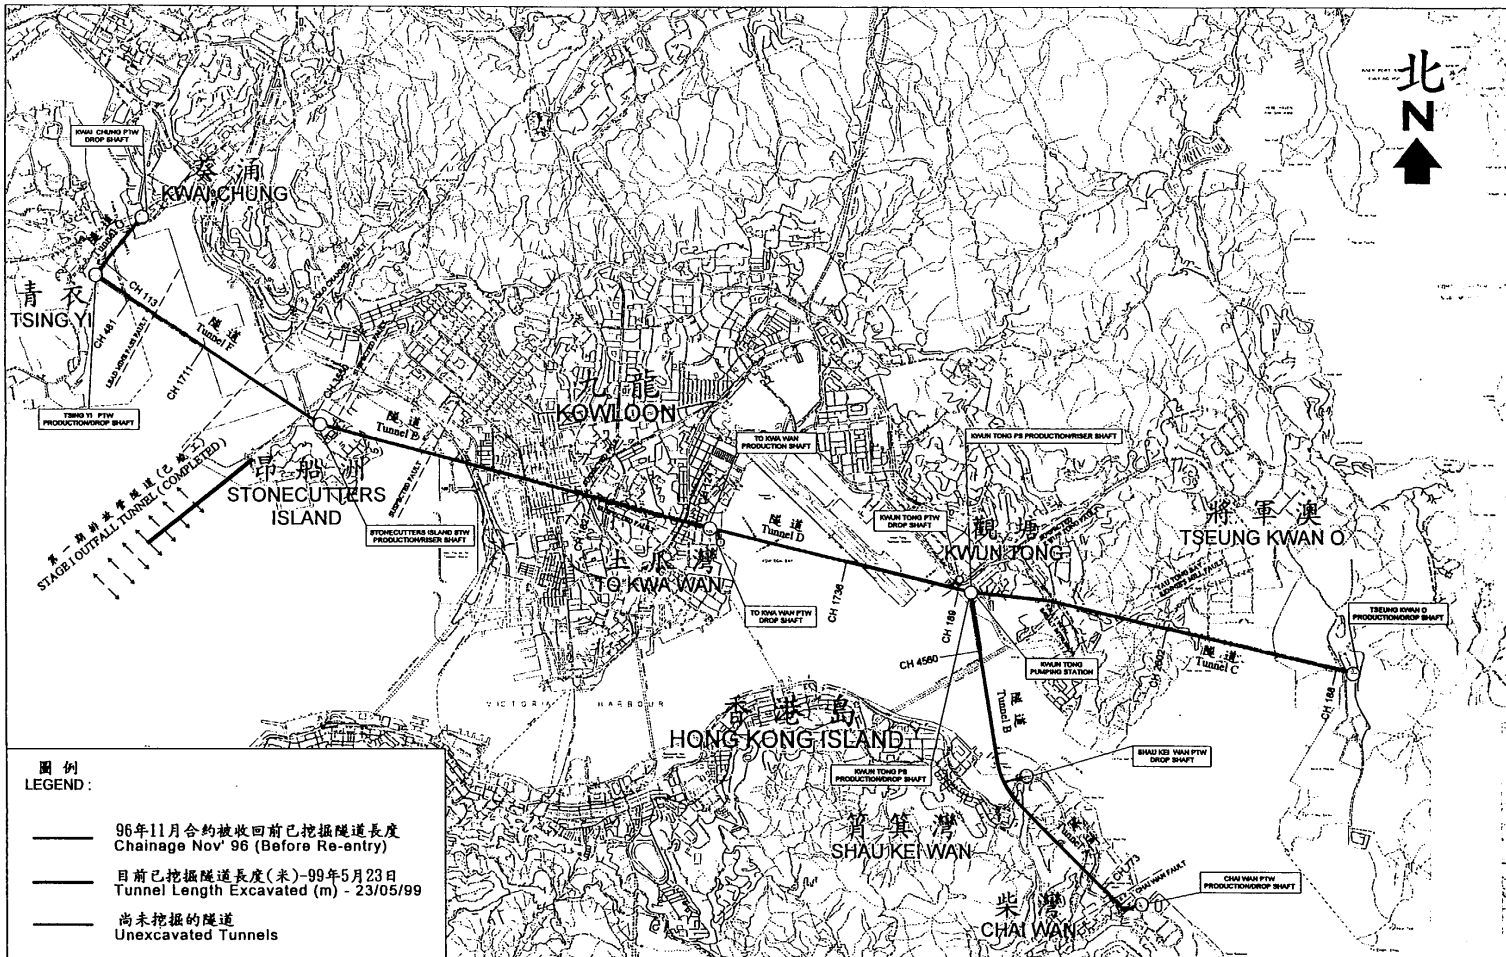 北
N
KWAI CHUNG PTW
DROP SHAFT
葵 涌
KWAI CHUNG
青 衣
TSING YI
CH 113
CH 481
CH 1711
隧 道
Tunnel F
TSING YI PTW
PRODUCTION/DROP SHAFT
隧 道
九 龍
KOWLOON
TO KWA WAN
PRODUCTION SHAFT
KWUN TONG PS PRODUCTION/RISER SHAFT
第一期的放管隧道(已竣工)
STAGE I OUTFALL TUNNEL (COMPLETED)
昂 船 洲
STONECUTTERS
ISLAND
SUSPECTED FAULT
STONECUTTERS ISLAND STW
PRODUCTION/RISER SHAFT
隧 道
Tunnel D
KWUN TONG PTW
DROP SHAFT
觀 塘
KWUN TONG
將 軍 澳
TSEUNG KWAN O
土 瓜 灣
TO KWA WAN
TO KWA WAN PTW
DROP SHAFT
CH 1736
CH 189
CH 4560
KWUN TONG
PUMPING STATION
TSEUNG KWAN O
PRODUCTION/DROP SHAFT
隧 道
Tunnel C
CH 2602
CH 168
VICTORIA HARBOUR
香 港 島
HONG KONG ISLAND
隧 道
Tunnel B
KWUN TONG PS
PRODUCTION/DROP SHAFT
SHAU KEI WAN PTW
DROP SHAFT
筲 箕 灣
SHAU KEI WAN
CH 773
CHAI WAN FAULT
CHAI WAN PTW
PRODUCTION/DROP SHAFT
柴 灣
CHAI WAN
圖 例
LEGEND :
96年11月合約被收回前已挖掘隧道長度
Chainage Nov' 96 (Before Re-entry)
目前已挖掘隧道長度(米)-99年5月23日
Tunnel Length Excavated (m) - 23/05/99
尚未挖掘的隧道
Unexcavated Tunnels